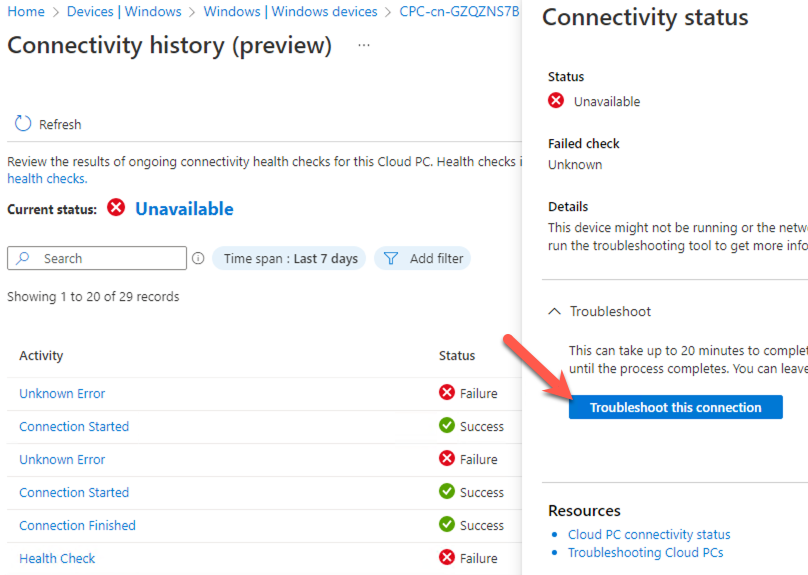 Home > Devices | Windows > Windows | Windows devices > CPC-cn-GZQZNS7B
Connectivity history (preview) ...
Refresh
Review the results of ongoing connectivity health checks for this Cloud PC. Health checks
health checks.
Current status: Unavailable
Search
Time span : Last 7 days
Add filter
Showing 1 to 20 of 29 records
Activity Status
Unknown Error Failure
Connection Started Success
Unknown Error Failure
Connection Started Success
Connection Finished Success
Health Check Failure
Connectivity status
Status
Unavailable
Failed check
Unknown
Details
This device might not be running or the
run the troubleshooting tool to get more
Troubleshoot
This can take up to 20 minutes to
until the process completes. You can
Troubleshoot this connection
Resources
• Cloud PC connectivity status
• Troubleshooting Cloud PCs